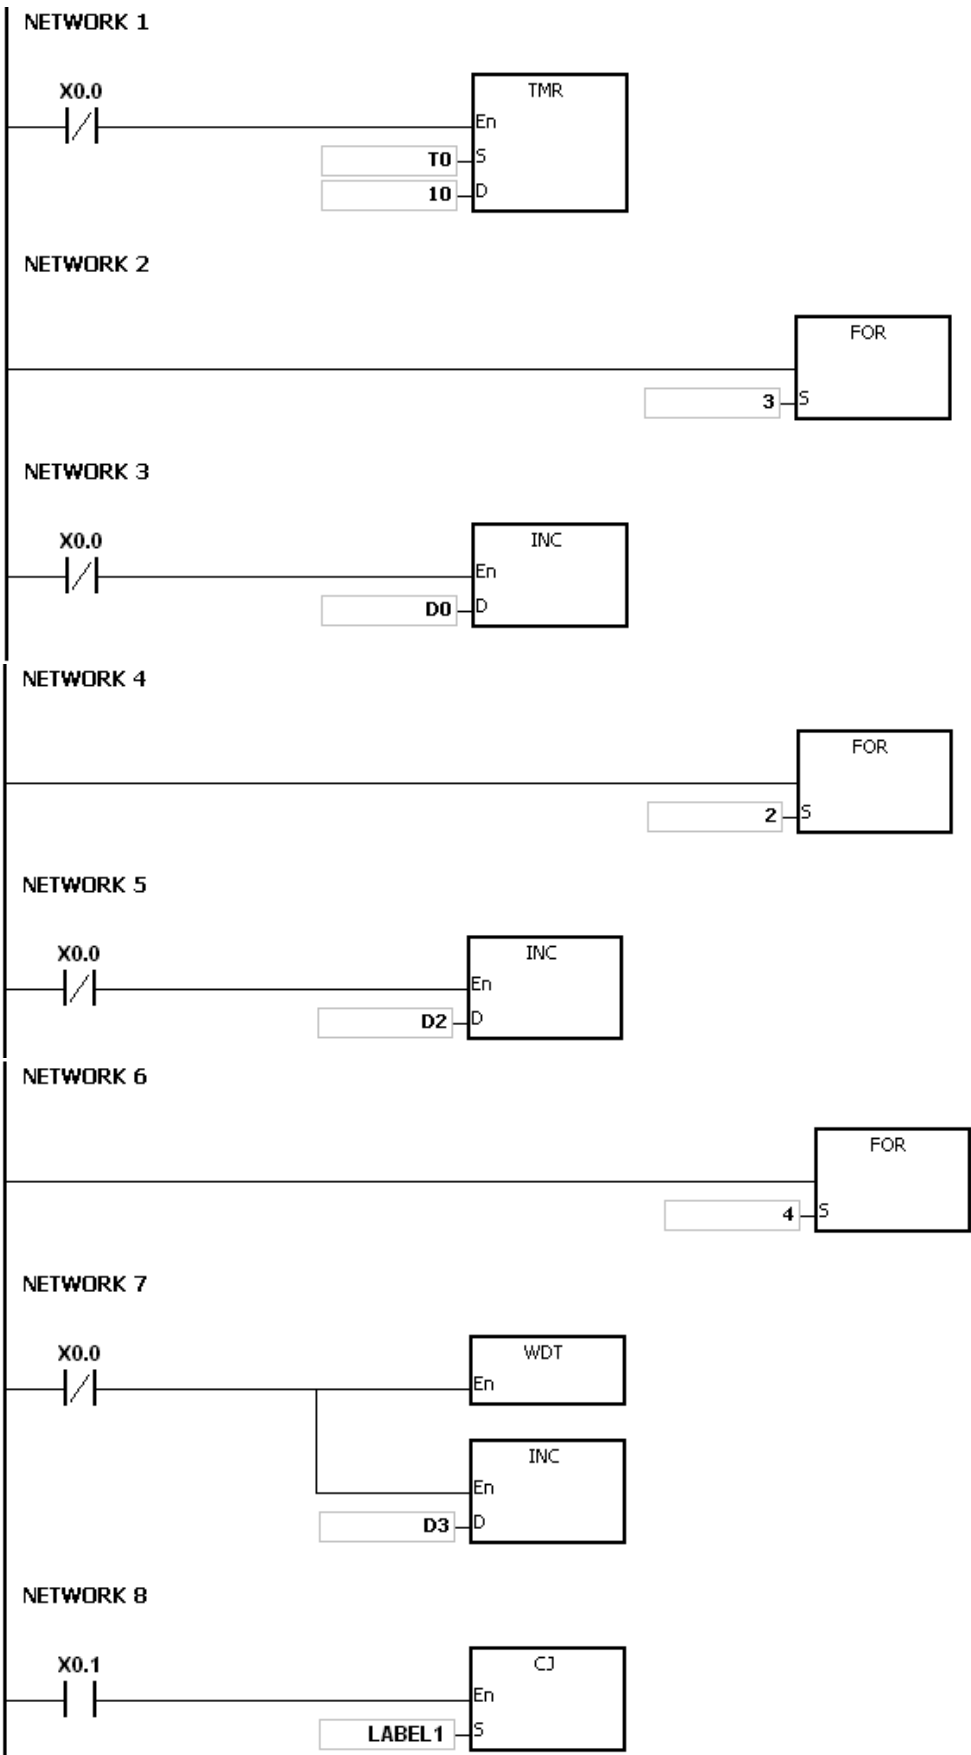 NETWORK 1
X0.0
TMR
En
T0 S
10 D
NETWORK 2
FOR
3 S
NETWORK 3
X0.0
INC
En
D0 D
NETWORK 4
FOR
2 S
NETWORK 5
X0.0
INC
En
D2 D
NETWORK 6
FOR
4 S
NETWORK 7
X0.0
WDT
En
INC
En
D3 D
NETWORK 8
X0.1
CJ
En
LABEL1 S